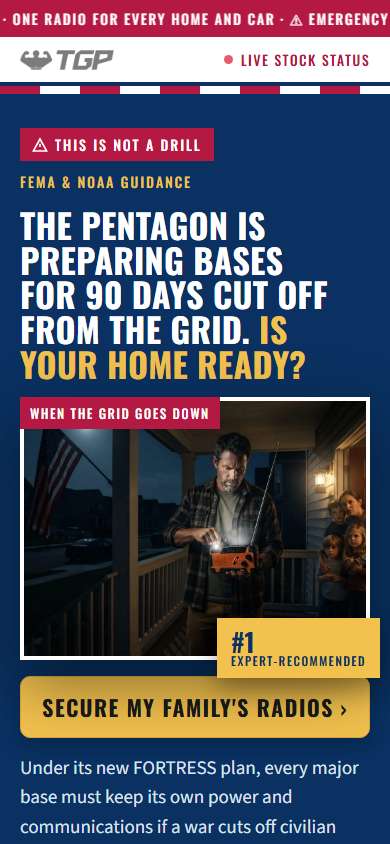 · ONE RADIO FOR EVERY HOME AND CAR · ⚠ EMERGENCY
TGP
LIVE STOCK STATUS
⚠ THIS IS NOT A DRILL
FEMA & NOAA GUIDANCE
THE PENTAGON IS
PREPARING BASES
FOR 90 DAYS CUT OFF
FROM THE GRID. IS
YOUR HOME READY?
WHEN THE GRID GOES DOWN
#1
EXPERT-RECOMMENDED
SECURE MY FAMILY'S RADIOS ›
Under its new FORTRESS plan, every major
base must keep its own power and
communications if a war cuts off civilian